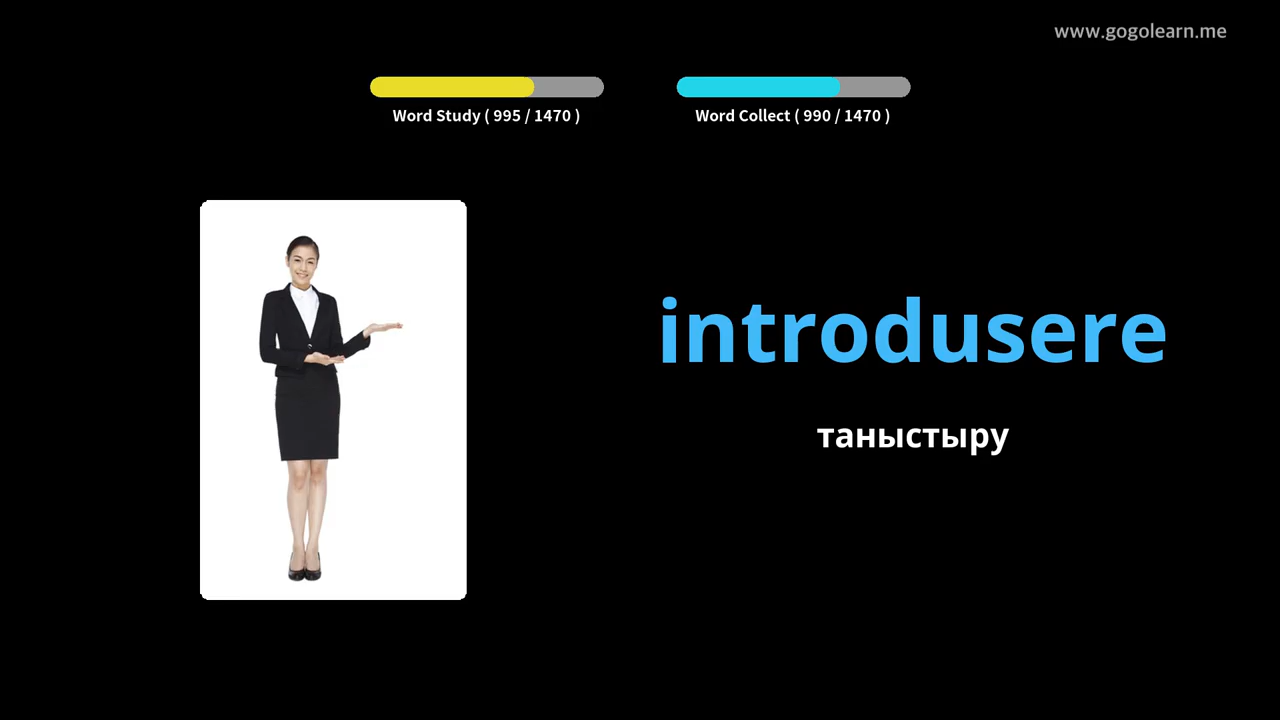 www.gogolearn.me
Word Study ( 995 / 1470 )
Word Collect ( 990 / 1470 )
introdusere
таныстыру